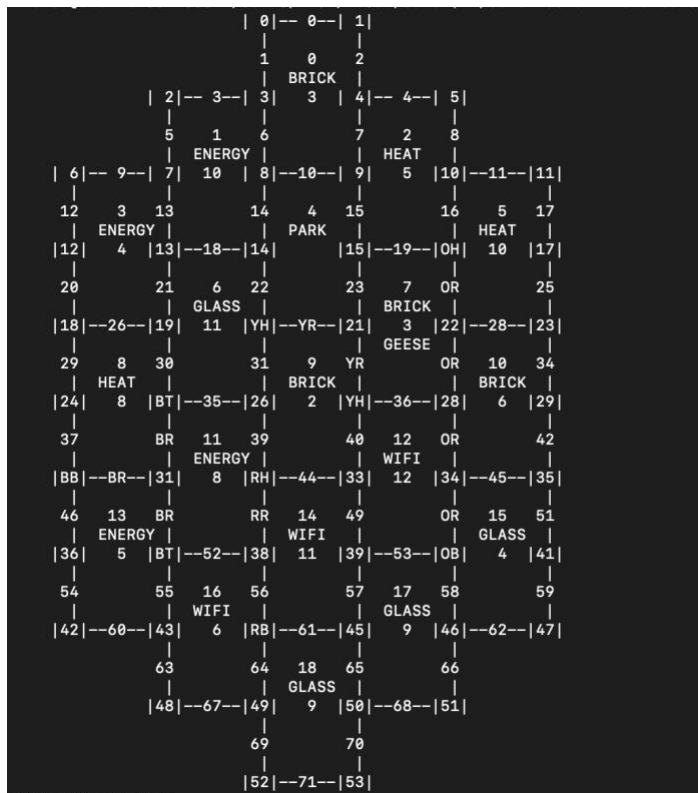 | 0|-- 0--| 1|
|         |
1    0    2
|  BRICK  |
| 2|-- 3--| 3|    3    | 4|-- 4--| 5|
|         |         |         |
5    1    6         7    2    8
|  ENERGY |         |  HEAT   |
| 6|-- 9--| 7|   10    | 8|--10--| 9|    5    |10|--11--|11|
|         |         |         |         |         |
12    3   13        14    4   15        16    5   17
|  ENERGY |         |  PARK   |         |  HEAT   |
|12|    4    |13|--18--|14|         |15|--19--|OH|   10    |17|
|         |         |         |         |         |
20        21    6   22        23    7   OR        25
|         |  GLASS  |         |  BRICK  |         |
|18|--26--|19|   11    |YH|--YR--|21|    3    |22|--28--|23|
|         |         |         |  GEESE  |         |
29    8   30        31    9   YR        OR   10   34
|  HEAT   |         |  BRICK  |         |  BRICK  |
|24|    8    |BT|--35--|26|    2    |YH|--36--|28|    6    |29|
|         |         |         |         |         |
37        BR   11   39        40   12   OR        42
|         |  ENERGY |         |  WIFI   |         |
|BB|--BR--|31|    8    |RH|--44--|33|   12    |34|--45--|35|
|         |         |         |         |         |
46   13   BR        RR   14   49        OR   15   51
|  ENERGY |         |  WIFI   |         |  GLASS  |
|36|    5    |BT|--52--|38|   11    |39|--53--|OB|    4    |41|
|         |         |         |         |         |
54        55   16   56        57   17   58        59
|         |  WIFI   |         |  GLASS  |         |
|42|--60--|43|    6    |RB|--61--|45|    9    |46|--62--|47|
|         |         |         |
63        64   18   65        66
|         |  GLASS  |         |
|48|--67--|49|    9    |50|--68--|51|
|         |
69        70
|         |
|52|--71--|53|